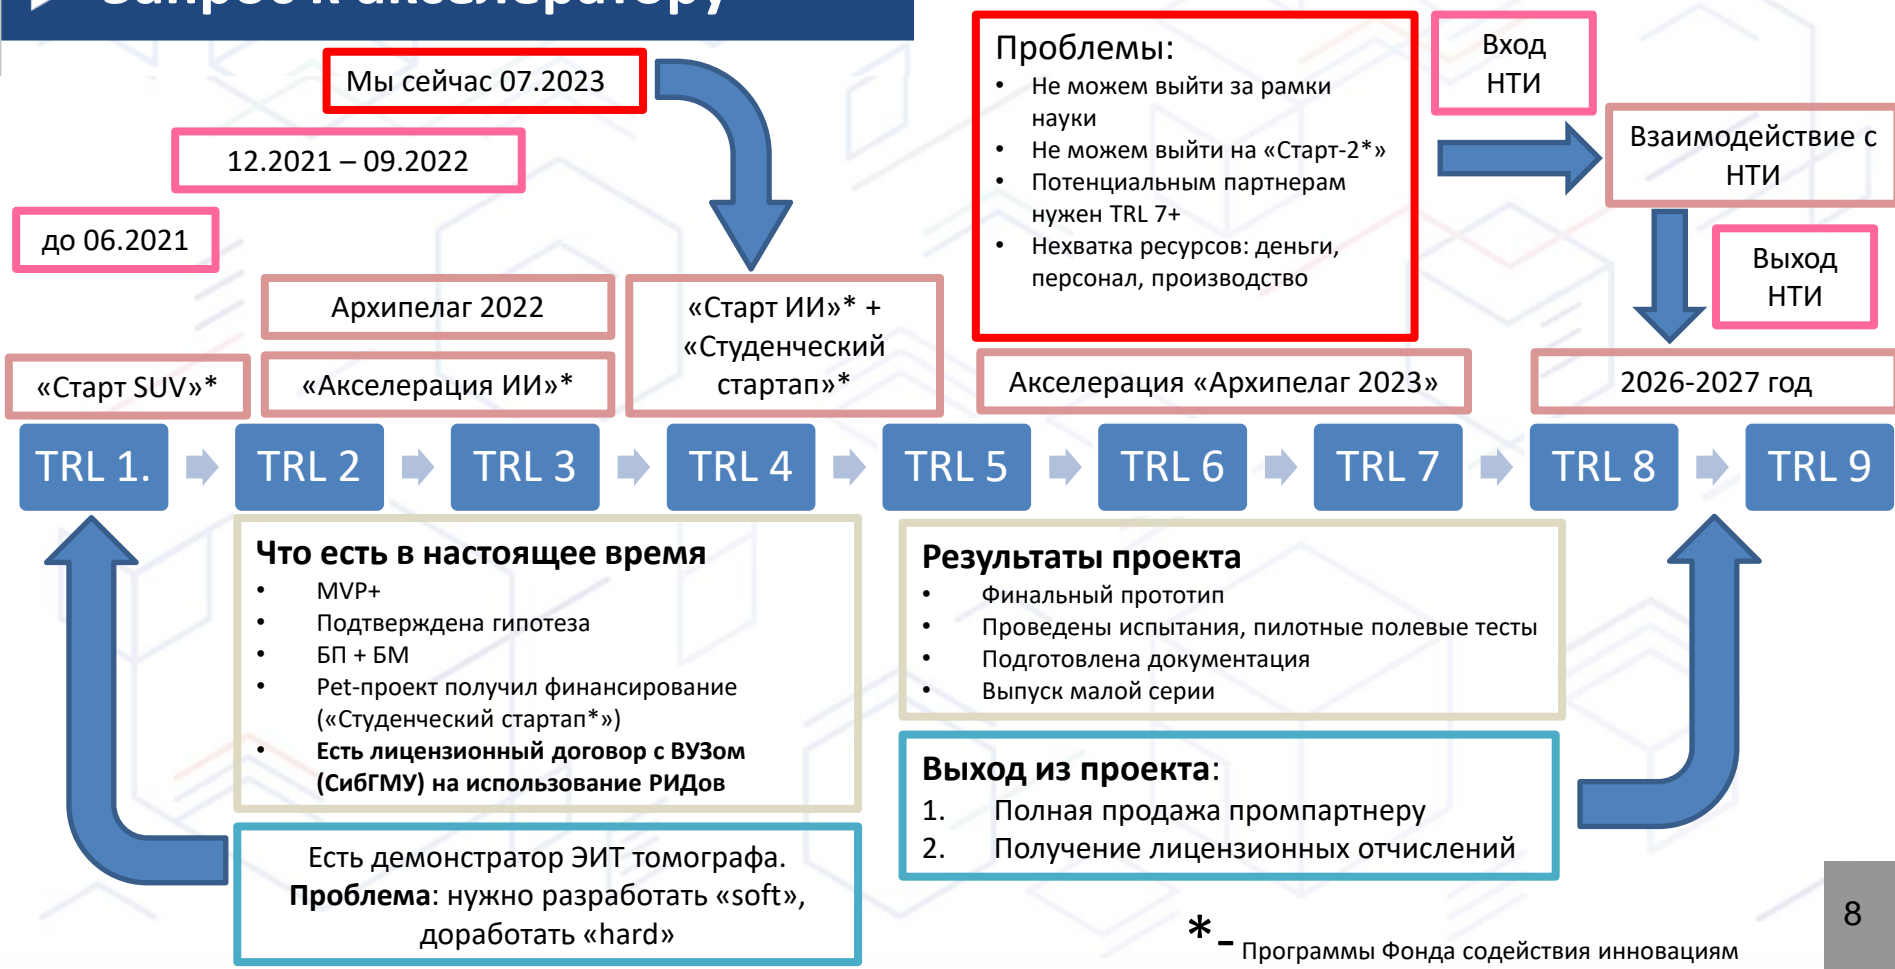 Запрос к акселератору
Мы сейчас 07.2023
12.2021 – 09.2022
до 06.2021
Проблемы:
• Не можем выйти за рамки
науки
• Не можем выйти на «Старт-2*»
• Потенциальным партнерам
нужен TRL 7+
• Нехватка ресурсов: деньги,
персонал, производство
Вход
НТИ
Взаимодействие с
НТИ
Выход
НТИ
Архипелаг 2022
«Старт ИИ»* +
«Студенческий
стартап»*
«Старт SUV»*
«Акселерация ИИ»*
Акселерация «Архипелаг 2023»
2026-2027 год
TRL 1.
TRL 2
TRL 3
TRL 4
TRL 5
TRL 6
TRL 7
TRL 8
TRL 9
Что есть в настоящее время
• MVP+
• Подтверждена гипотеза
• БП + БМ
• Pet-проект получил финансирование
(«Студенческий стартап*»)
• Есть лицензионный договор с ВУЗом
(СибГМУ) на использование РИДов
Результаты проекта
• Финальный прототип
• Проведены испытания, пилотные полевые тесты
• Подготовлена документация
• Выпуск малой серии
Выход из проекта:
1. Полная продажа промпартнеру
2. Получение лицензионных отчислений
Есть демонстратор ЭИТ томографа.
Проблема: нужно разработать «soft»,
доработать «hard»
*- Программы Фонда содействия инновациям
8